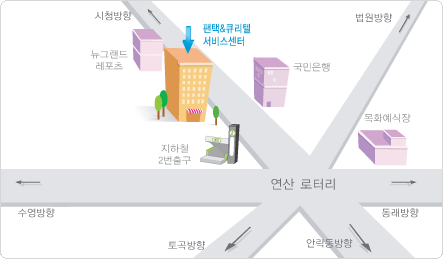 시청방향
법원방향
팬택&큐리텔
서비스센터
뉴그랜드
레포츠
국민은행
목화예식장
지하철
2번출구
연산 로터리
수영방향
동래방향
토곡방향
안락동방향